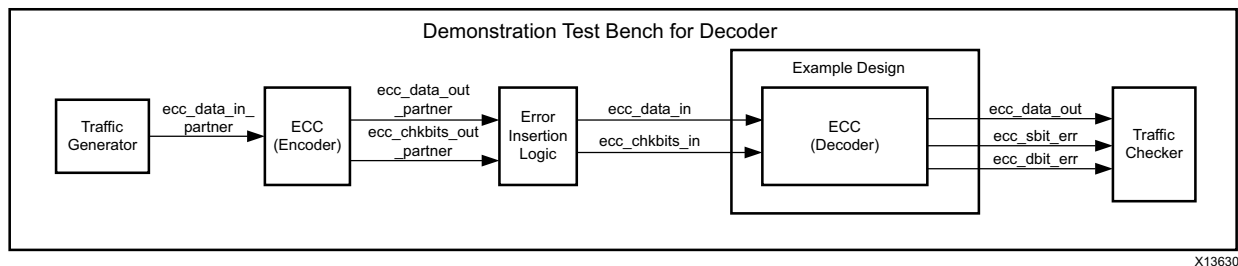 Demonstration Test Bench for Decoder
Example Design
Traffic
Generator
ecc_data_in_
partner
ECC
(Encoder)
ecc_data_out
_partner
ecc_chkbits_out
_partner
Error
Insertion
Logic
ecc_data_in
ecc_chkbits_in
ECC
(Decoder)
ecc_data_out
ecc_sbit_err
ecc_dbit_err
Traffic
Checker
X13630